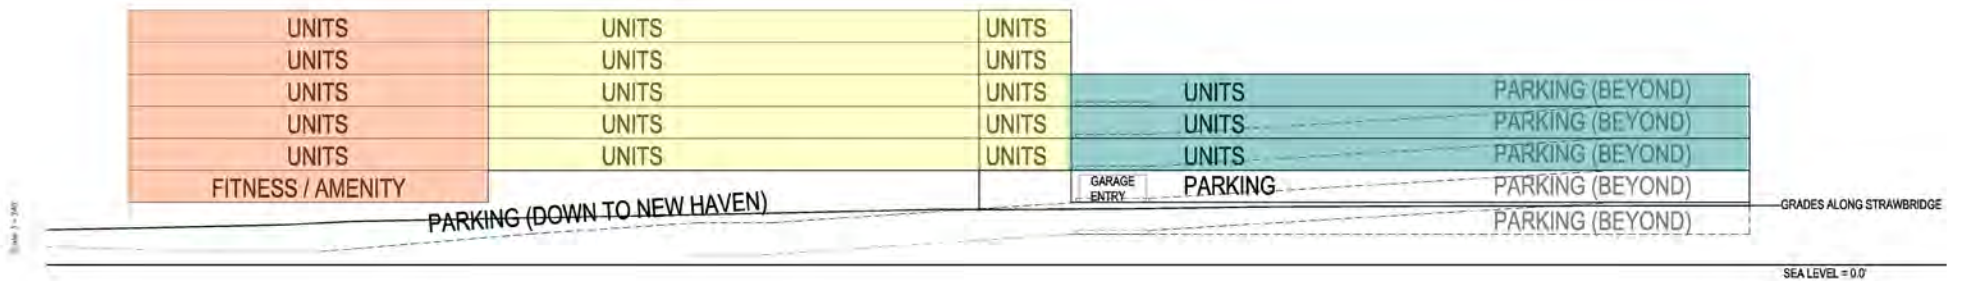 UNITS UNITS UNITS
UNITS UNITS UNITS
UNITS UNITS UNITS UNITS PARKING (BEYOND)
UNITS UNITS UNITS UNITS PARKING (BEYOND)
UNITS UNITS UNITS UNITS PARKING (BEYOND)
FITNESS / AMENITY GARAGE ENTRY PARKING PARKING (BEYOND)
PARKING (DOWN TO NEW HAVEN) PARKING (BEYOND)
GRADES ALONG STRAWBRIDGE
SEA LEVEL = 0.0'